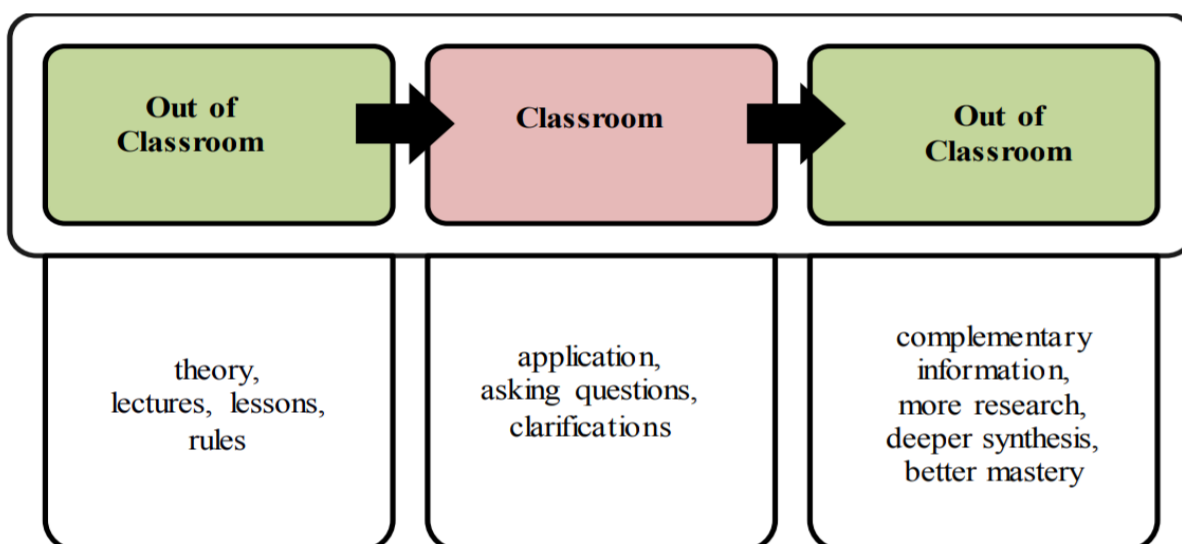 Out of
Classroom
Classroom
Out of
Classroom
theory,
lectures, lessons,
rules
application,
asking questions,
clarifications
complementary
information,
more research,
deeper synthesis,
better mastery